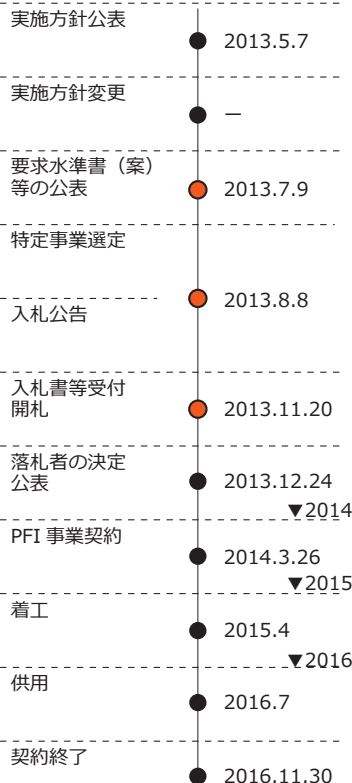 実施方針公表
2013.5.7
実施方針変更
—
要求水準書（案）
等の公表
2013.7.9
特定事業選定
2013.8.8
入札公告
入札書等受付
開札
2013.11.20
落札者の決定
公表
2013.12.24
▼2014
PFI 事業契約
2014.3.26
▼2015
着工
2015.4
▼2016
供用
2016.7
契約終了
2016.11.30